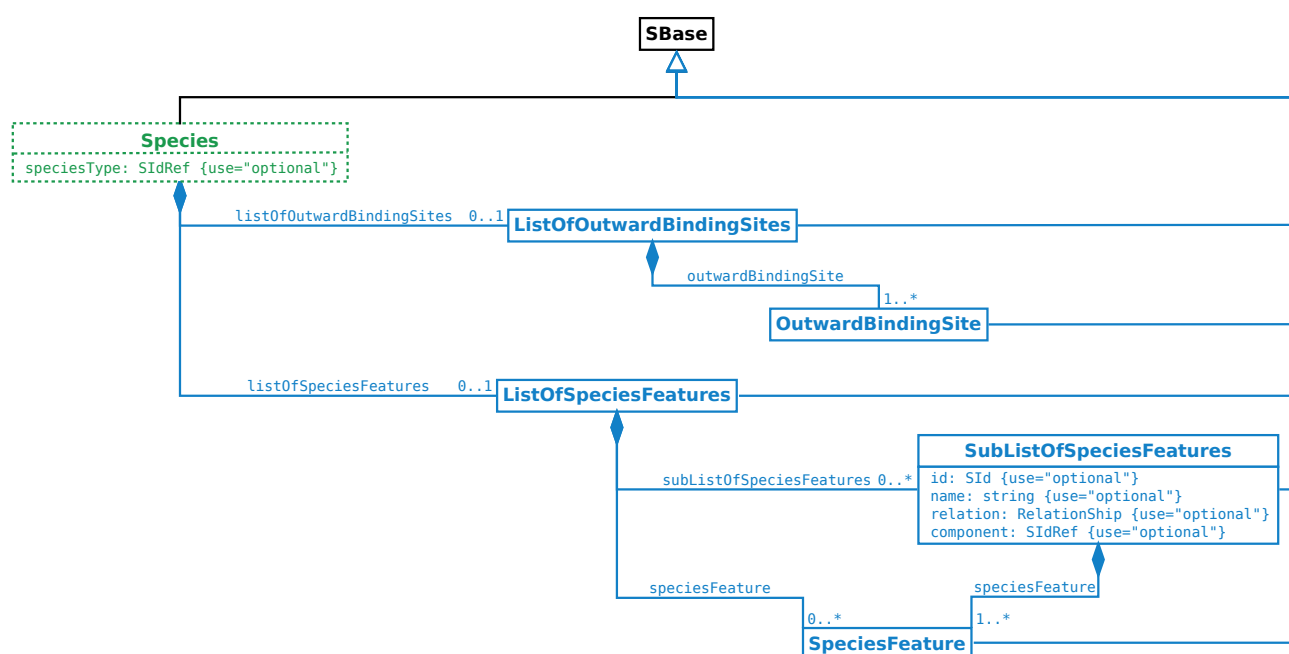 SBase
Species
speciesType: SIdRef {use="optional"}
listOfOutwardBindingSites 0..1
ListOfOutwardBindingSites
outwardBindingSite
1..*
OutwardBindingSite
listOfSpeciesFeatures 0..1
ListOfSpeciesFeatures
SubListOfSpeciesFeatures
subListOfSpeciesFeatures 0..*
id: SId {use="optional"}
name: string {use="optional"}
relation: RelationShip {use="optional"}
component: SIdRef {use="optional"}
speciesFeature
speciesFeature
0..*
1..*
SpeciesFeature